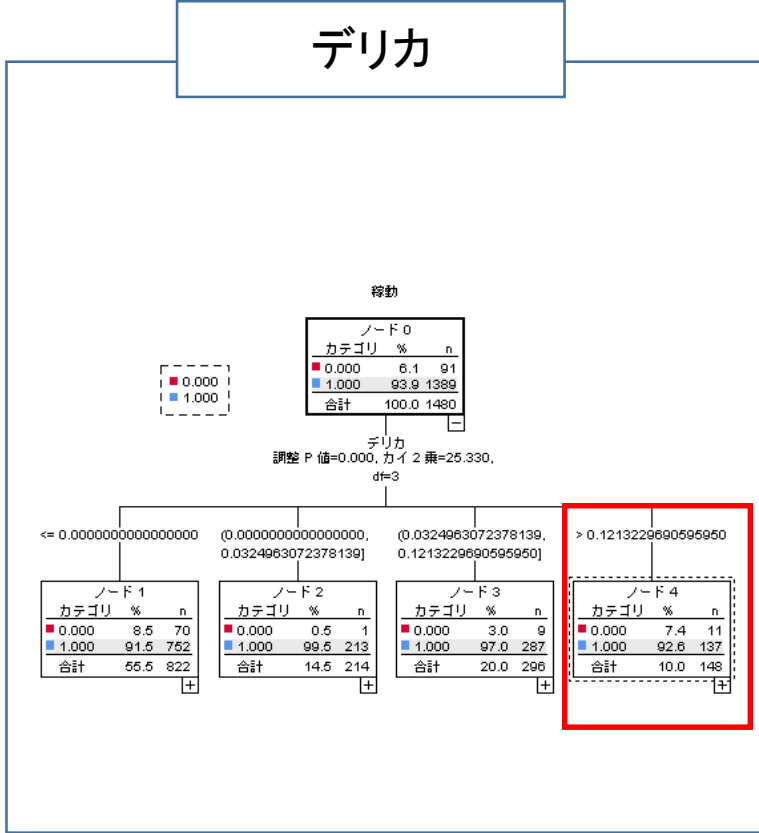 デリカ
稼動
ノード 0
カテゴリ % n
0.000 6.1 91
1.000 93.9 1389
合計 100.0 1480
0.000
1.000
デリカ
調整 P 値=0.000, カイ 2 乗=25.330,
df=3
<= 0.0000000000000000
(0.0000000000000000,
0.0324963072378139]
(0.0324963072378139,
0.1213229690595950]
> 0.1213229690595950
ノード 1
カテゴリ % n
0.000 8.5 70
1.000 91.5 752
合計 55.5 822
ノード 2
カテゴリ % n
0.000 0.5 1
1.000 99.5 213
合計 14.5 214
ノード 3
カテゴリ % n
0.000 3.0 9
1.000 97.0 287
合計 20.0 296
ノード 4
カテゴリ % n
0.000 7.4 11
1.000 92.6 137
合計 10.0 148